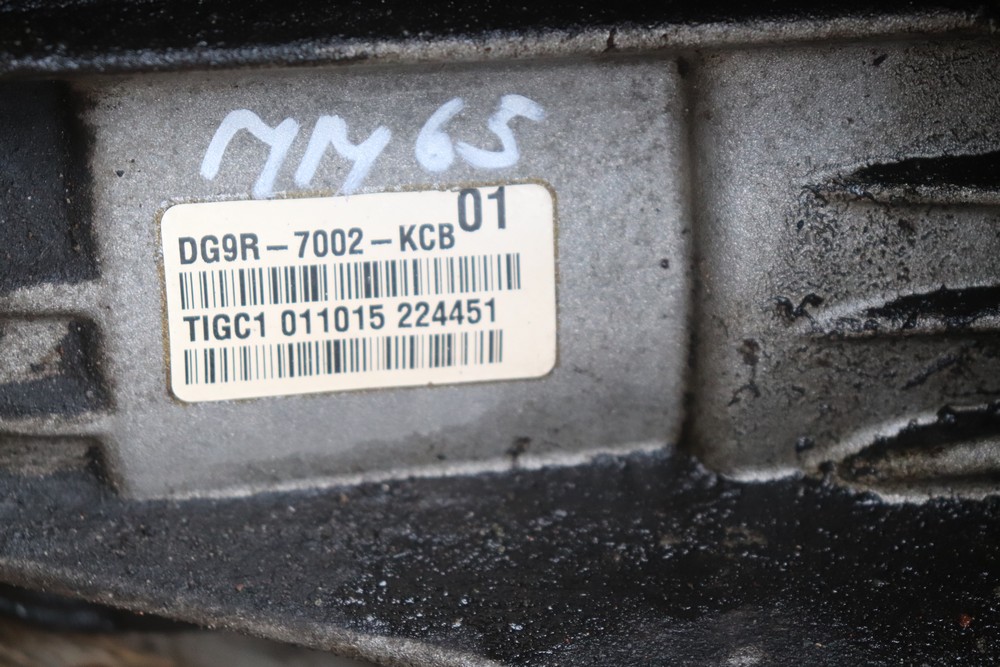 MM65
DG9R-7002-KCB 01
TIGC1 011015 224451